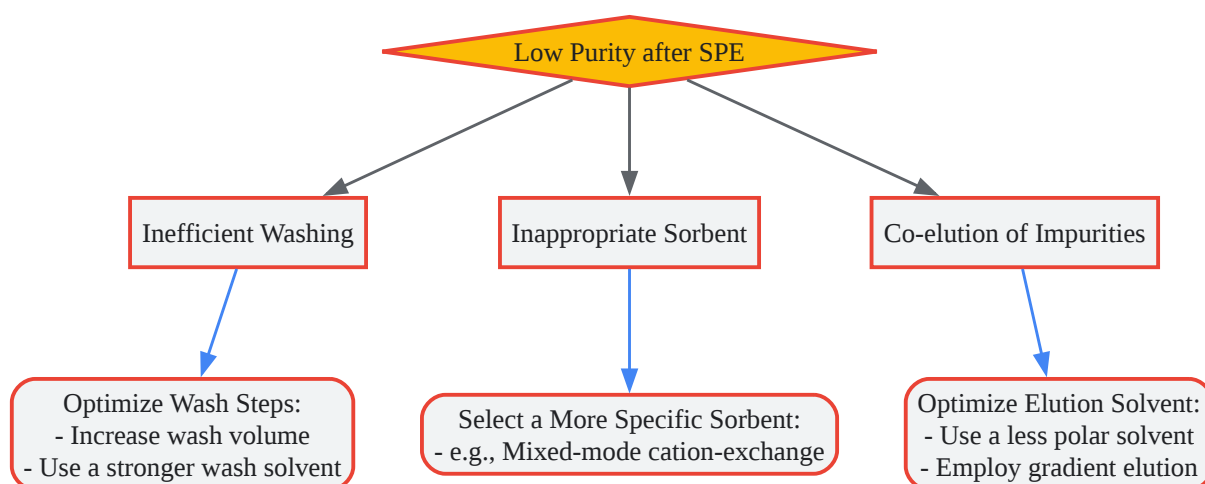 Low Purity after SPE
Inefficient Washing
Inappropriate Sorbent
Co-elution of Impurities
Optimize Wash Steps:
- Increase wash volume
- Use a stronger wash solvent
Select a More Specific Sorbent:
- e.g., Mixed-mode cation-exchange
Optimize Elution Solvent:
- Use a less polar solvent
- Employ gradient elution